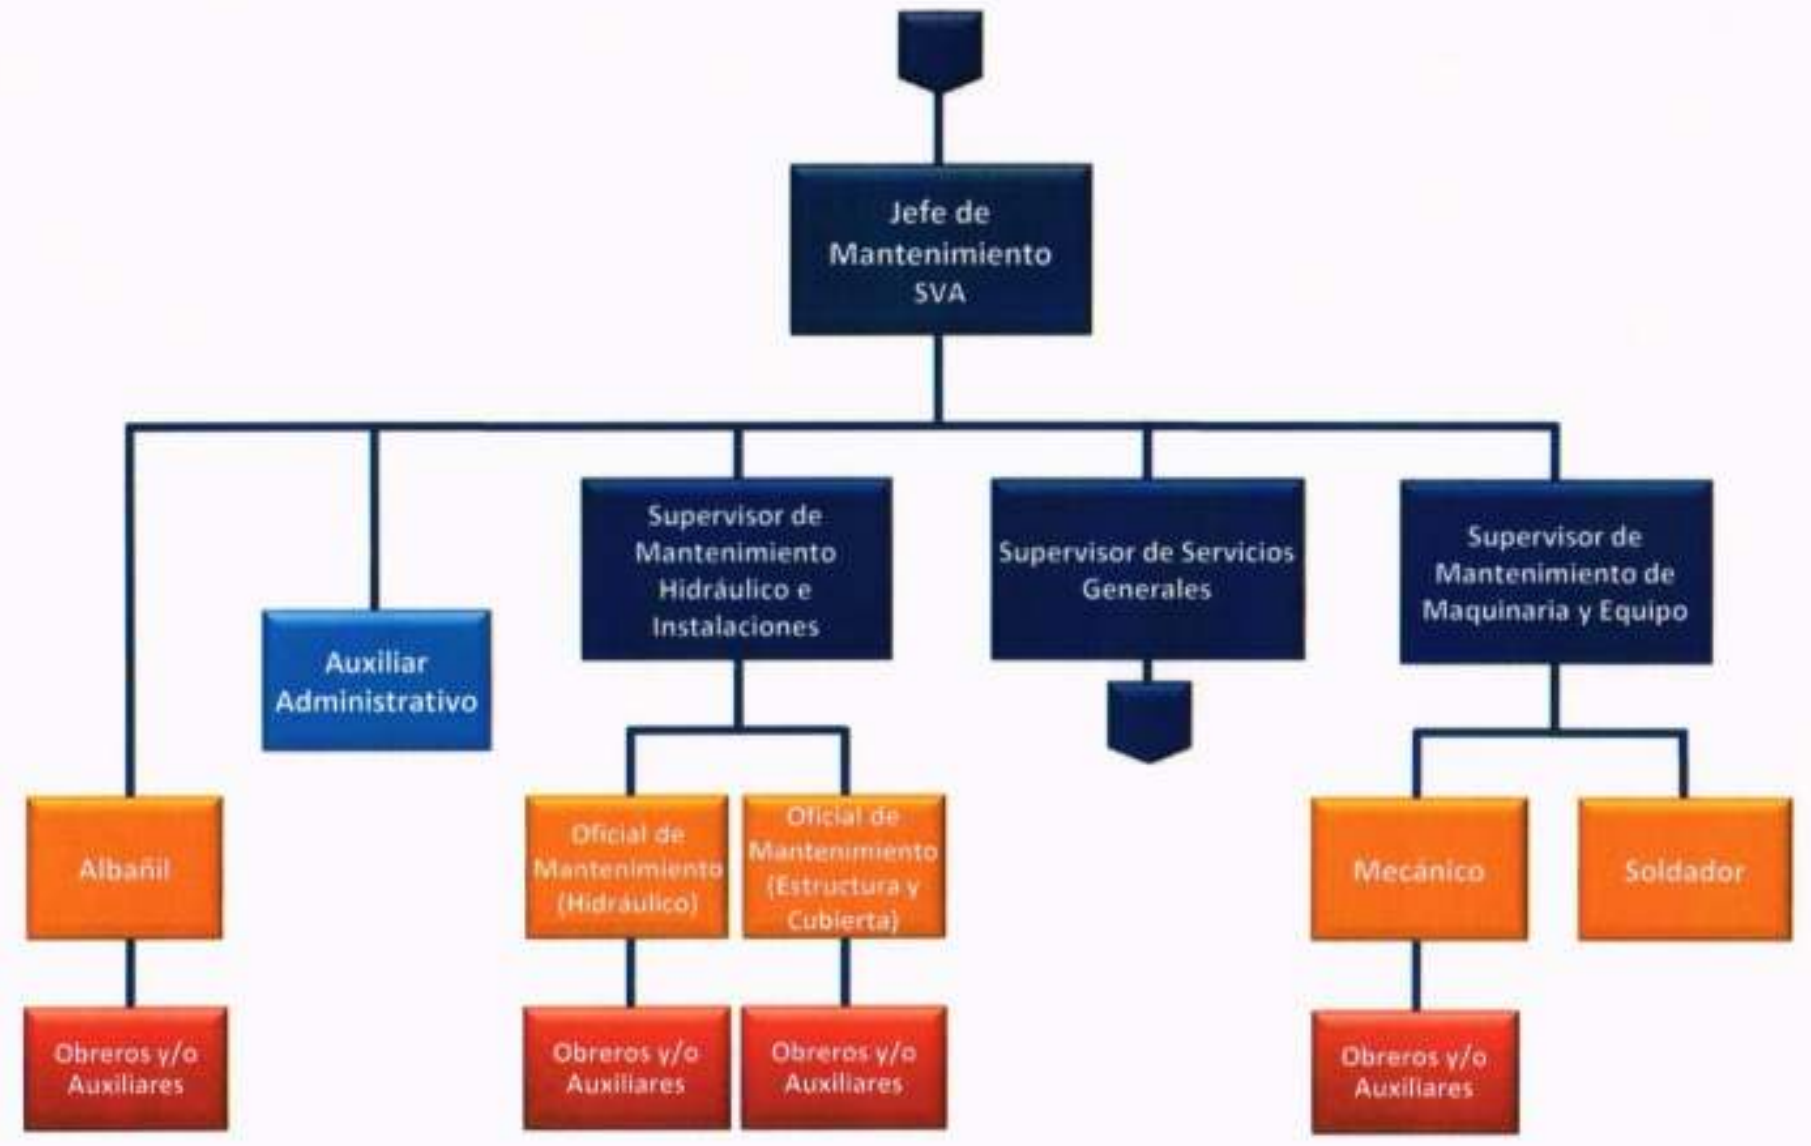 Jefe de
Mantenimiento
SVA
Supervisor de
Mantenimiento
Hidráulico e
Instalaciones
Supervisor de Servicios
Generales
Supervisor de
Mantenimiento de
Maquinaria y Equipo
Auxiliar
Administrativo
Albañil
Oficial de
Mantenimiento
(Hidráulico)
Oficial de
Mantenimiento
(Estructura y
Cubierta)
Mecánico
Soldador
Obreros y/o
Auxiliares
Obreros y/o
Auxiliares
Obreros y/o
Auxiliares
Obreros y/o
Auxiliares